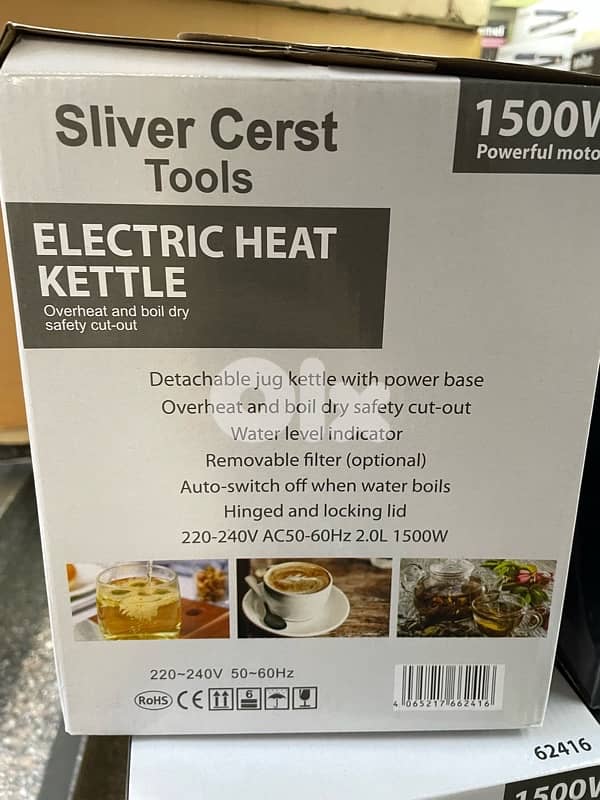 Sliver Cerst
Tools
1500W
Powerful moto
ELECTRIC HEAT
KETTLE
Overheat and boil dry
safety cut-out
olx
Detachable jug kettle with power base
Overheat and boil dry safety cut-out
Water level indicator
Removable filter (optional)
Auto-switch off when water boils
Hinged and locking lid
220-240V AC50-60Hz 2.0L 1500W
220~240V 50~60Hz
RoHS CE 6
4 065217 662416
62416
1500W